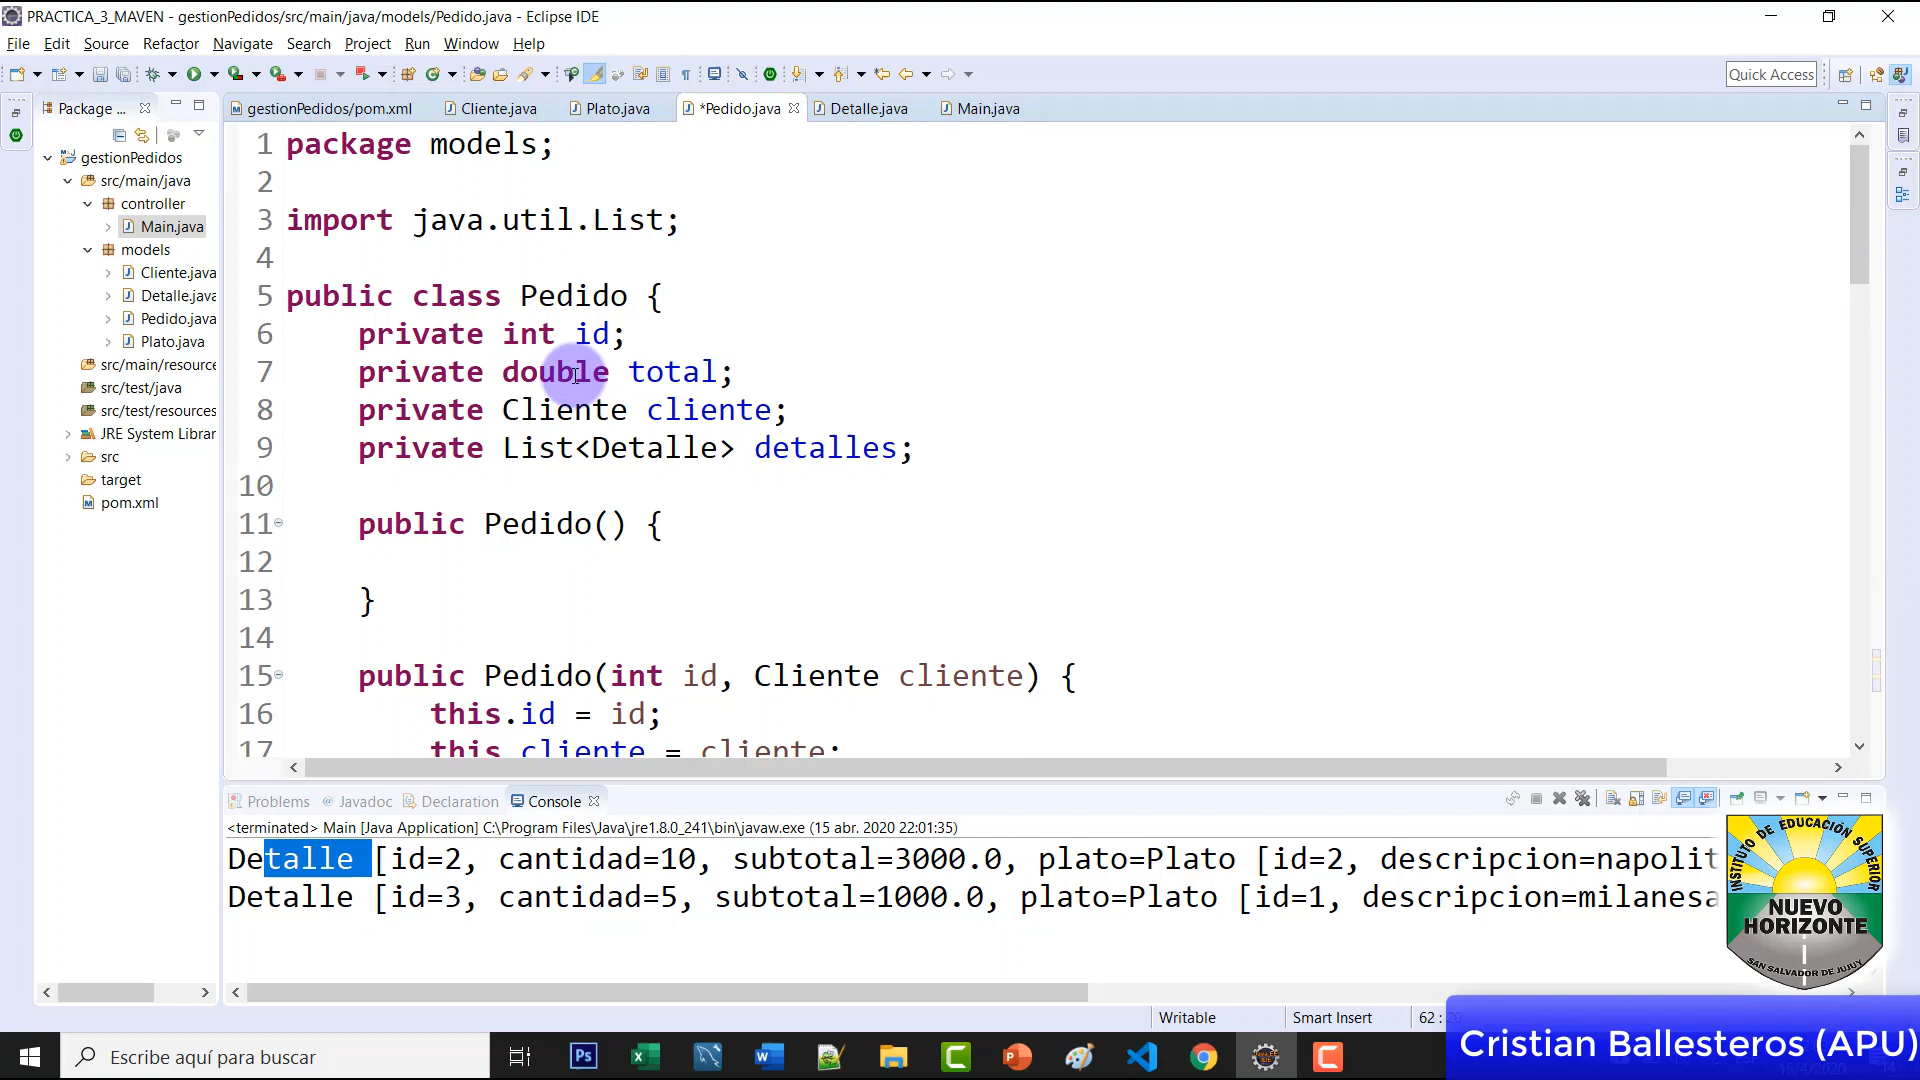 PRACTICA_3_MAVEN - gestionPedidos/src/main/java/models/Pedido.java - Eclipse IDE
File Edit Source Refactor Navigate Search Project Run Window Help
Quick Access
Package ...
gestionPedidos/pom.xml Cliente.java Plato.java *Pedido.java Detalle.java Main.java
gestionPedidos
src/main/java
controller
Main.java
models
Cliente.java
Detalle.java
Pedido.java
Plato.java
src/main/resource
src/test/java
src/test/resources
JRE System Librar
src
target
pom.xml
1 package models;
2
3 import java.util.List;
4
5 public class Pedido {
6 private int id;
7 private double total;
8 private Cliente cliente;
9 private List<Detalle> detalles;
10
11 public Pedido() {
12
13 }
14
15 public Pedido(int id, Cliente cliente) {
16 this.id = id;
17 this.cliente = cliente;
Problems @ Javadoc Declaration Console
<terminated> Main [Java Application] C:\Program Files\Java\jre1.8.0_241\bin\javaw.exe (15 abr. 2020 22:01:35)
Detalle [id=2, cantidad=10, subtotal=3000.0, plato=Plato [id=2, descripcion=napolit
Detalle [id=3, cantidad=5, subtotal=1000.0, plato=Plato [id=1, descripcion=milanesa
INSTITUTO DE EDUCACIÓN SUPERIOR
NUEVO
HORIZONTE
SAN SALVADOR DE JUJUY
Writable Smart Insert 62 :
Cristian Ballesteros (APU)
Escribe aquí para buscar